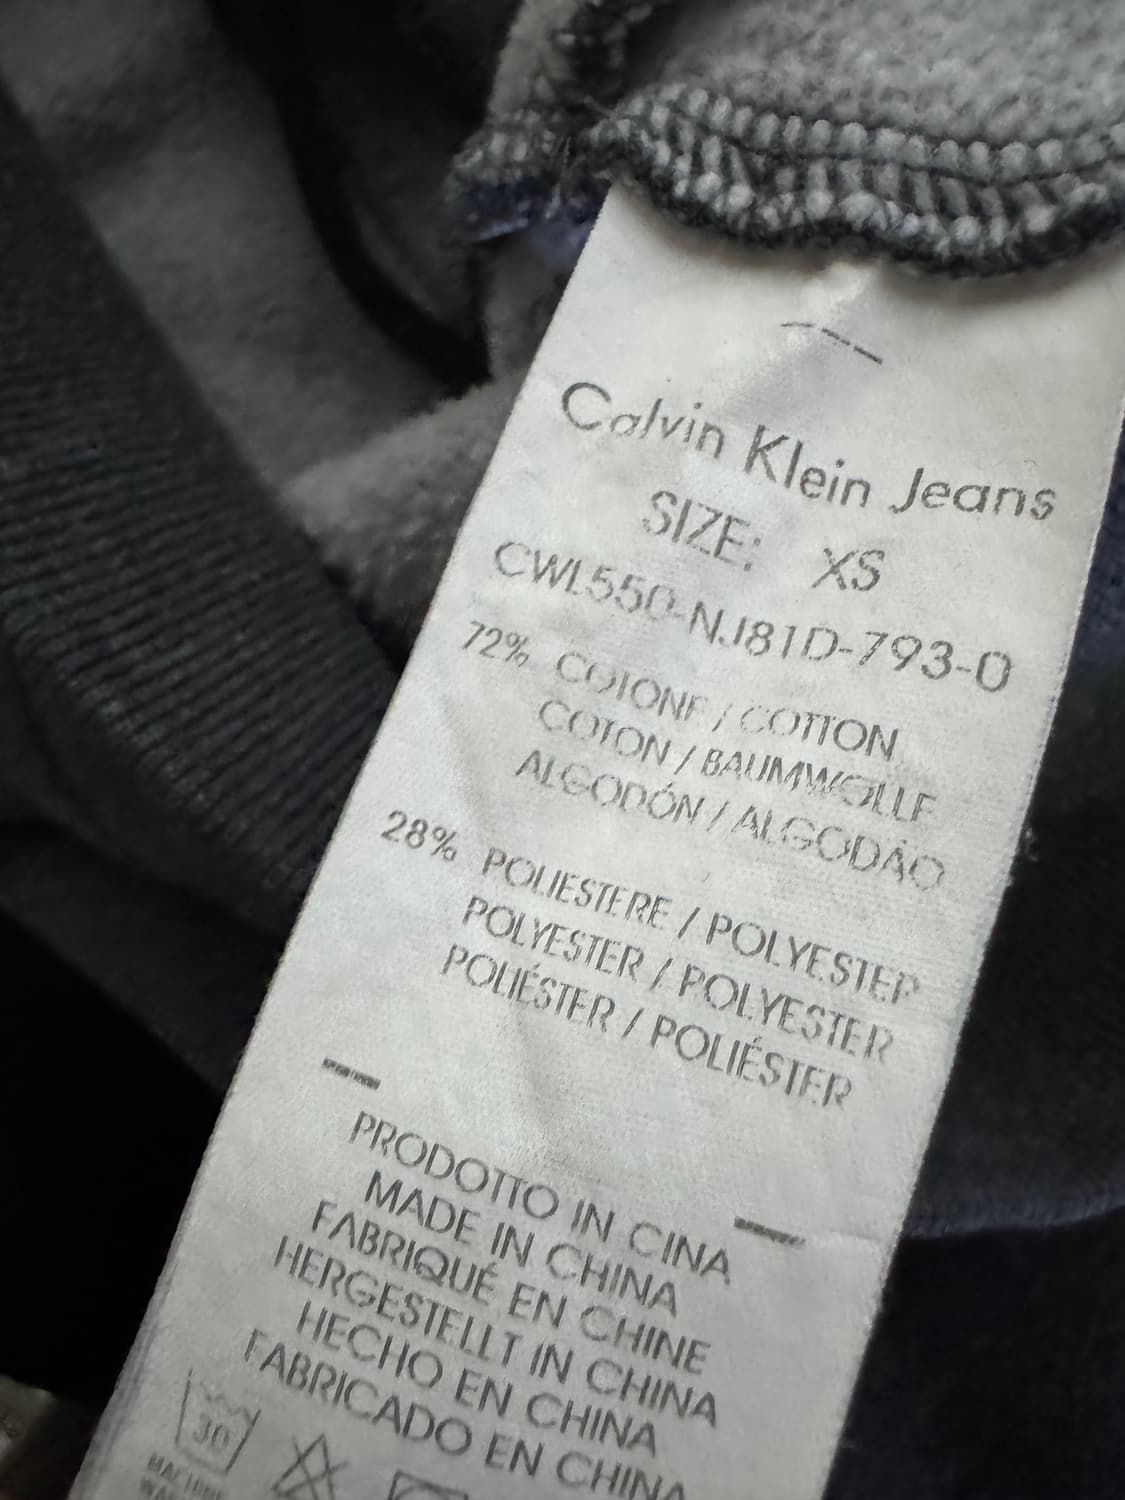 Calvin Klein Jeans
SIZE: XS
CWL550-NJ81D-793-0
72% COTONE / COTTON
COTON / BAUMWOLLE
ALGODÓN / ALGODÃO
28% POLIESTERE / POLYESTER
POLYESTER / POLYESTER
POLIÉSTER / POLIÉSTER
PRODOTTO IN CINA
MADE IN CHINA
FABRIQUÉ EN CHINE
HERGESTELLT IN CHINA
HECHO EN CHINA
FABRICADO EN CHINA
30
MACHINE